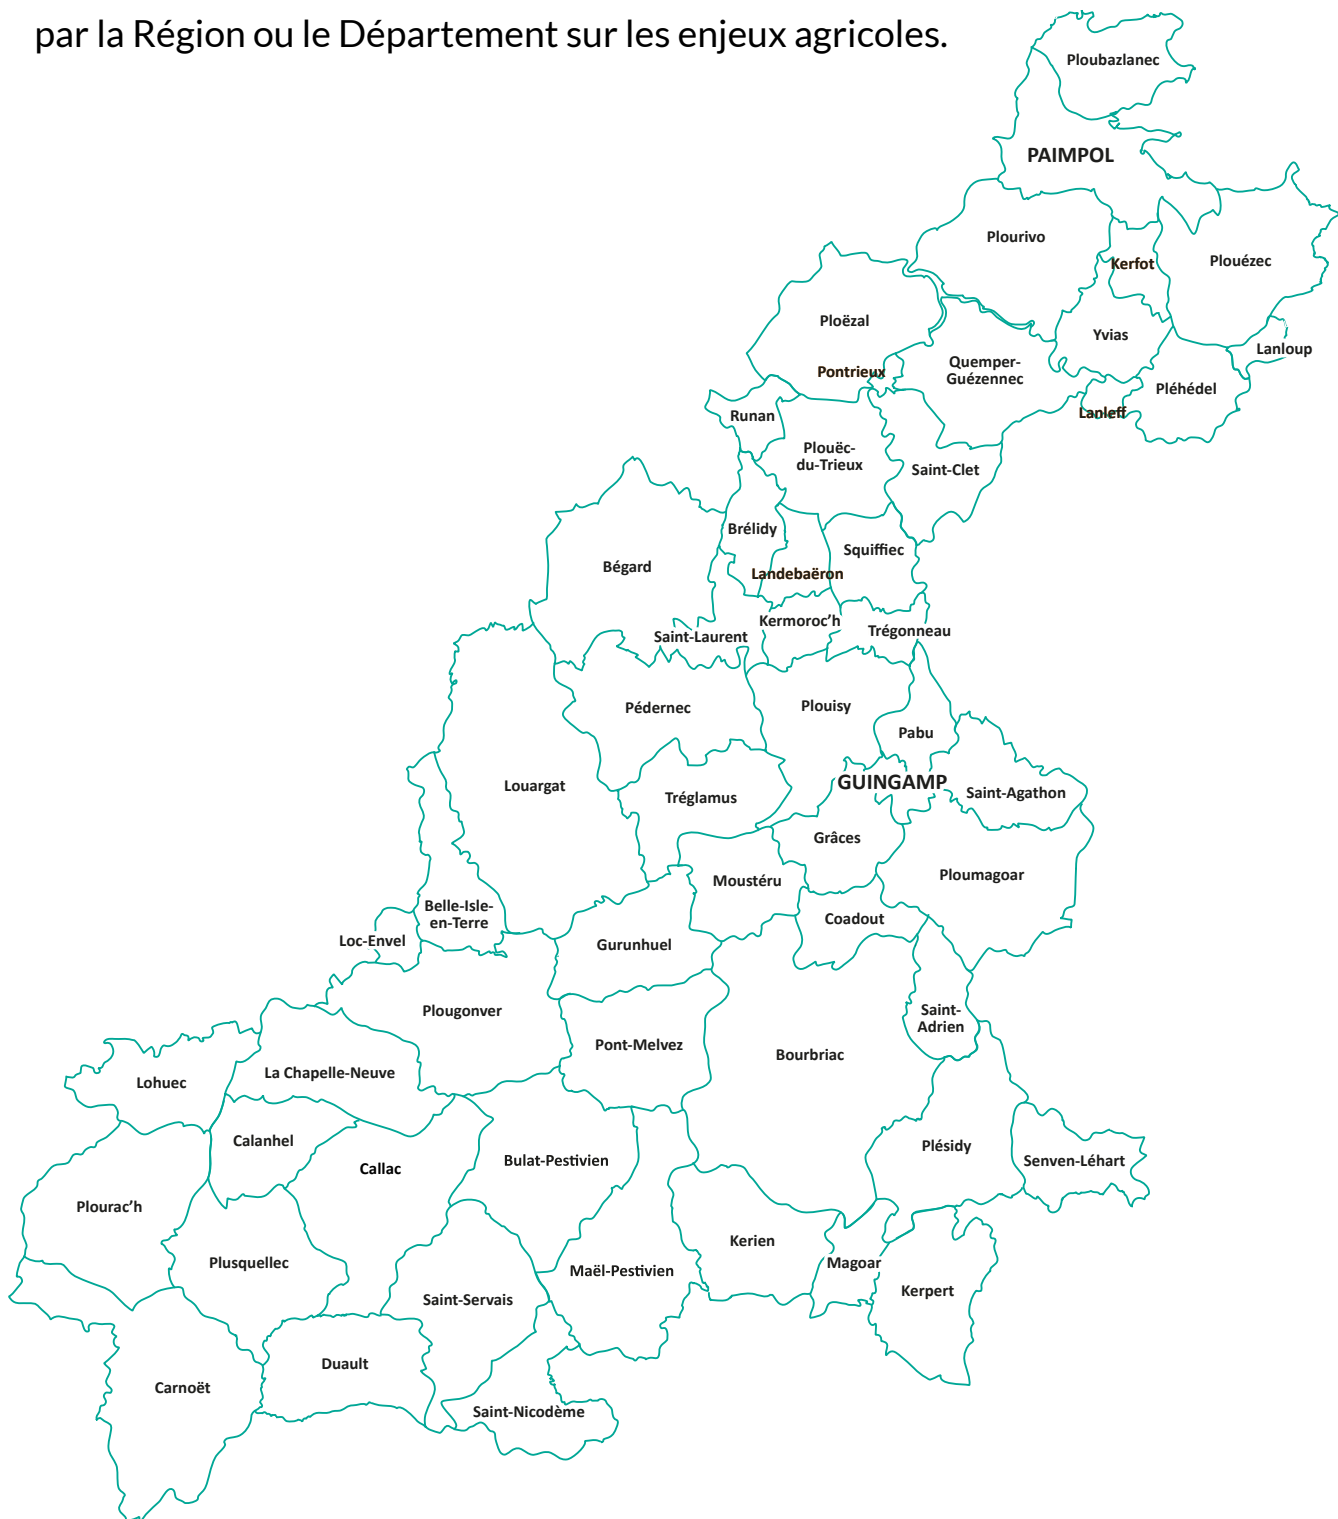 par la Région ou le Département sur les enjeux agricoles.
Ploubazlanec
PAIMPOL
Plourivo
Kerfot
Plouézec
Ploëzal
Yvias
Lanloup
Quemper-
Guézennec
Pontrieux
Pléhédel
Lanleff
Runan
Plouëc-
du-Trieux
Saint-Clet
Brélidy
Squiffiec
Bégard
Landebaëron
Kermoroc’h
Trégonneau
Saint-Laurent
Pédernec
Plouisy
Pabu
GUINGAMP
Louargat
Tréglamus
Saint-Agathon
Grâces
Moustéru
Ploumagoar
Belle-Isle-
en-Terre
Coadout
Loc-Envel
Gurunhuel
Plougonver
Saint-
Adrien
Pont-Melvez
Bourbriac
Lohuec
La Chapelle-Neuve
Calanhel
Callac
Bulat-Pestivien
Plésidy
Senven-Léhart
Plourac’h
Plusquellec
Kerien
Maël-Pestivien
Magoar
Kerpert
Saint-Servais
Duault
Carnoët
Saint-Nicodème